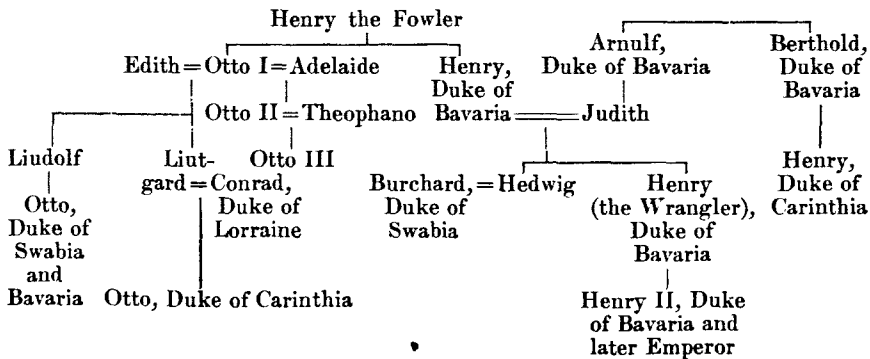 Henry the Fowler
Edith = Otto I = Adelaide
Henry,
Duke of
Bavaria
Arnulf,
Duke of Bavaria
Berthold,
Duke of
Bavaria
Otto II = Theophano
Judith
Liudolf
Liut-
gard = Conrad,
Duke of
Lorraine
Otto III
Burchard, = Hedwig
Duke of
Swabia
Henry
(the Wrangler),
Duke of
Bavaria
Henry,
Duke of
Carinthia
Otto,
Duke of
Swabia
and
Bavaria
Otto, Duke of Carinthia
Henry II, Duke
of Bavaria and
later Emperor